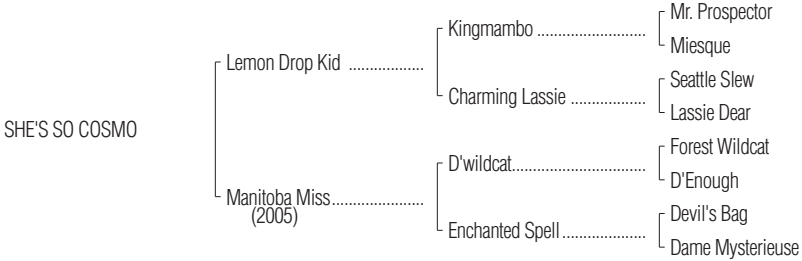 Mr. Prospector
Kingmambo ..........................
Miesque
Lemon Drop Kid ..................
Seattle Slew
Charming Lassie ..................
Lassie Dear
SHE'S SO COSMO
Forest Wildcat
D'wildcat................................
D'Enough
Manitoba Miss......................
(2005)
Devil's Bag
Enchanted Spell....................
Dame Mysterieuse